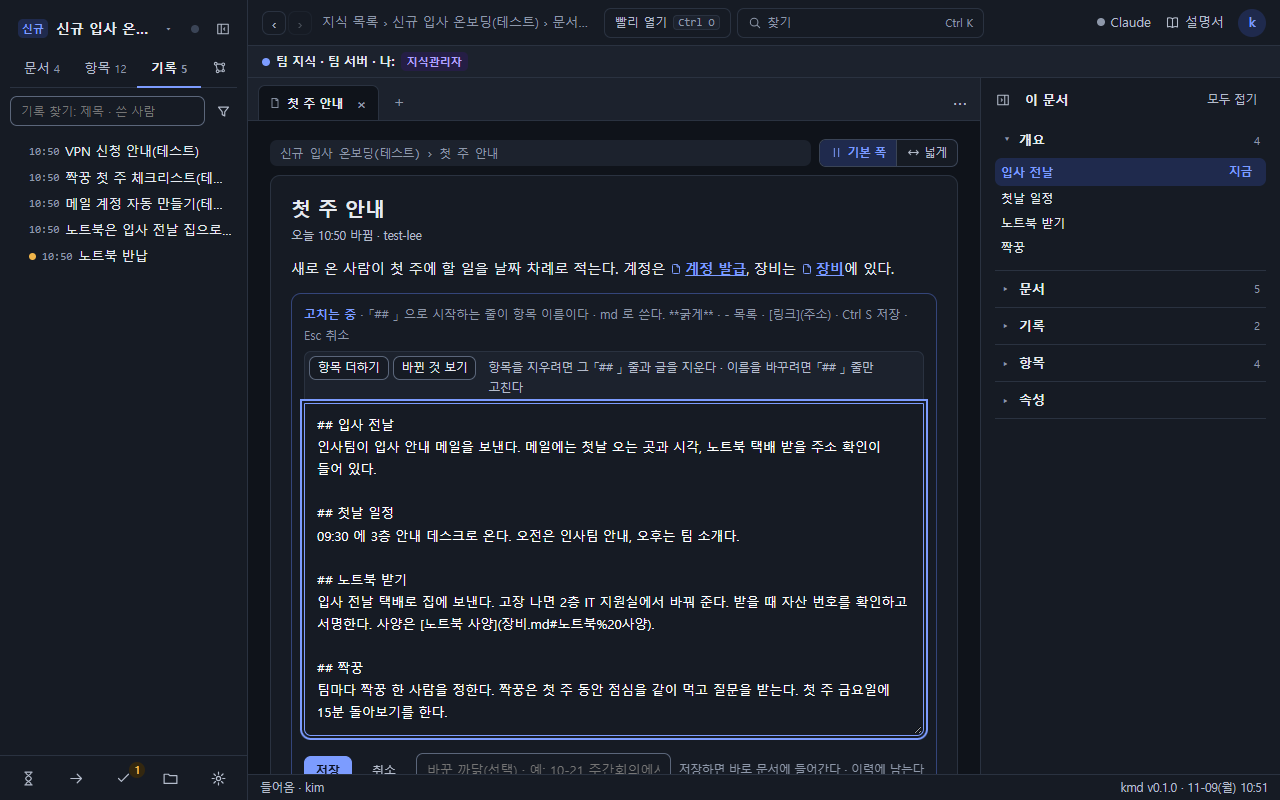 신규 신규 입사 온...
문서 4 항목 12 기록 5
기록 찾기: 제목 · 쓴 사람
10:50 VPN 신청 안내(테스트)
10:50 짝꿍 첫 주 체크리스트(테...
10:50 메일 계정 자동 만들기(테...
10:50 노트북은 입사 전날 집으로...
10:50 노트북 반납
1
지식 목록 › 신규 입사 온보딩(테스트) › 문서...
빨리 열기 Ctrl O
찾기 Ctrl K
Claude 설명서 k
팀 지식 · 팀 서버 · 나: 지식관리자
첫 주 안내 × +
...
신규 입사 온보딩(테스트) › 첫 주 안내
기본 폭 넓게
첫 주 안내
오늘 10:50 바뀜 · test-lee
새로 온 사람이 첫 주에 할 일을 날짜 차례로 적는다. 계정은 계정 발급, 장비는 장비에 있다.
고치는 중 · 「## 」으로 시작하는 줄이 항목 이름이다 · md 로 쓴다. **굵게** · - 목록 · [링크](주소) · Ctrl S 저장 ·
Esc 취소
항목 더하기 바뀐 것 보기 항목을 지우려면 그 「## 」 줄과 글을 지운다 · 이름을 바꾸려면 「## 」 줄만
고친다
## 입사 전날
인사팀이 입사 안내 메일을 보낸다. 메일에는 첫날 오는 곳과 시각, 노트북 택배 받을 주소 확인이
들어 있다.
## 첫날 일정
09:30 에 3층 안내 데스크로 온다. 오전은 인사팀 안내, 오후는 팀 소개다.
## 노트북 받기
입사 전날 택배로 집에 보낸다. 고장 나면 2층 IT 지원실에서 바꿔 준다. 받을 때 자산 번호를 확인하고
서명한다. 사양은 [노트북 사양](장비.md#노트북%20사양).
## 짝꿍
팀마다 짝꿍 한 사람을 정한다. 짝꿍은 첫 주 동안 점심을 같이 먹고 질문을 받는다. 첫 주 금요일에
15분 돌아보기를 한다.
저장 취소 바꾼 까닭(선택) · 예: 10-21 주간회의에서 저장하면 바로 문서에 들어간다 · 이력에 남는다
이 문서 모두 접기
개요 4
입사 전날 지금
첫날 일정
노트북 받기
짝꿍
문서 5
기록 2
항목 4
속성
들어옴 · kim
kmd v0.1.0 · 11-09(월) 10:51